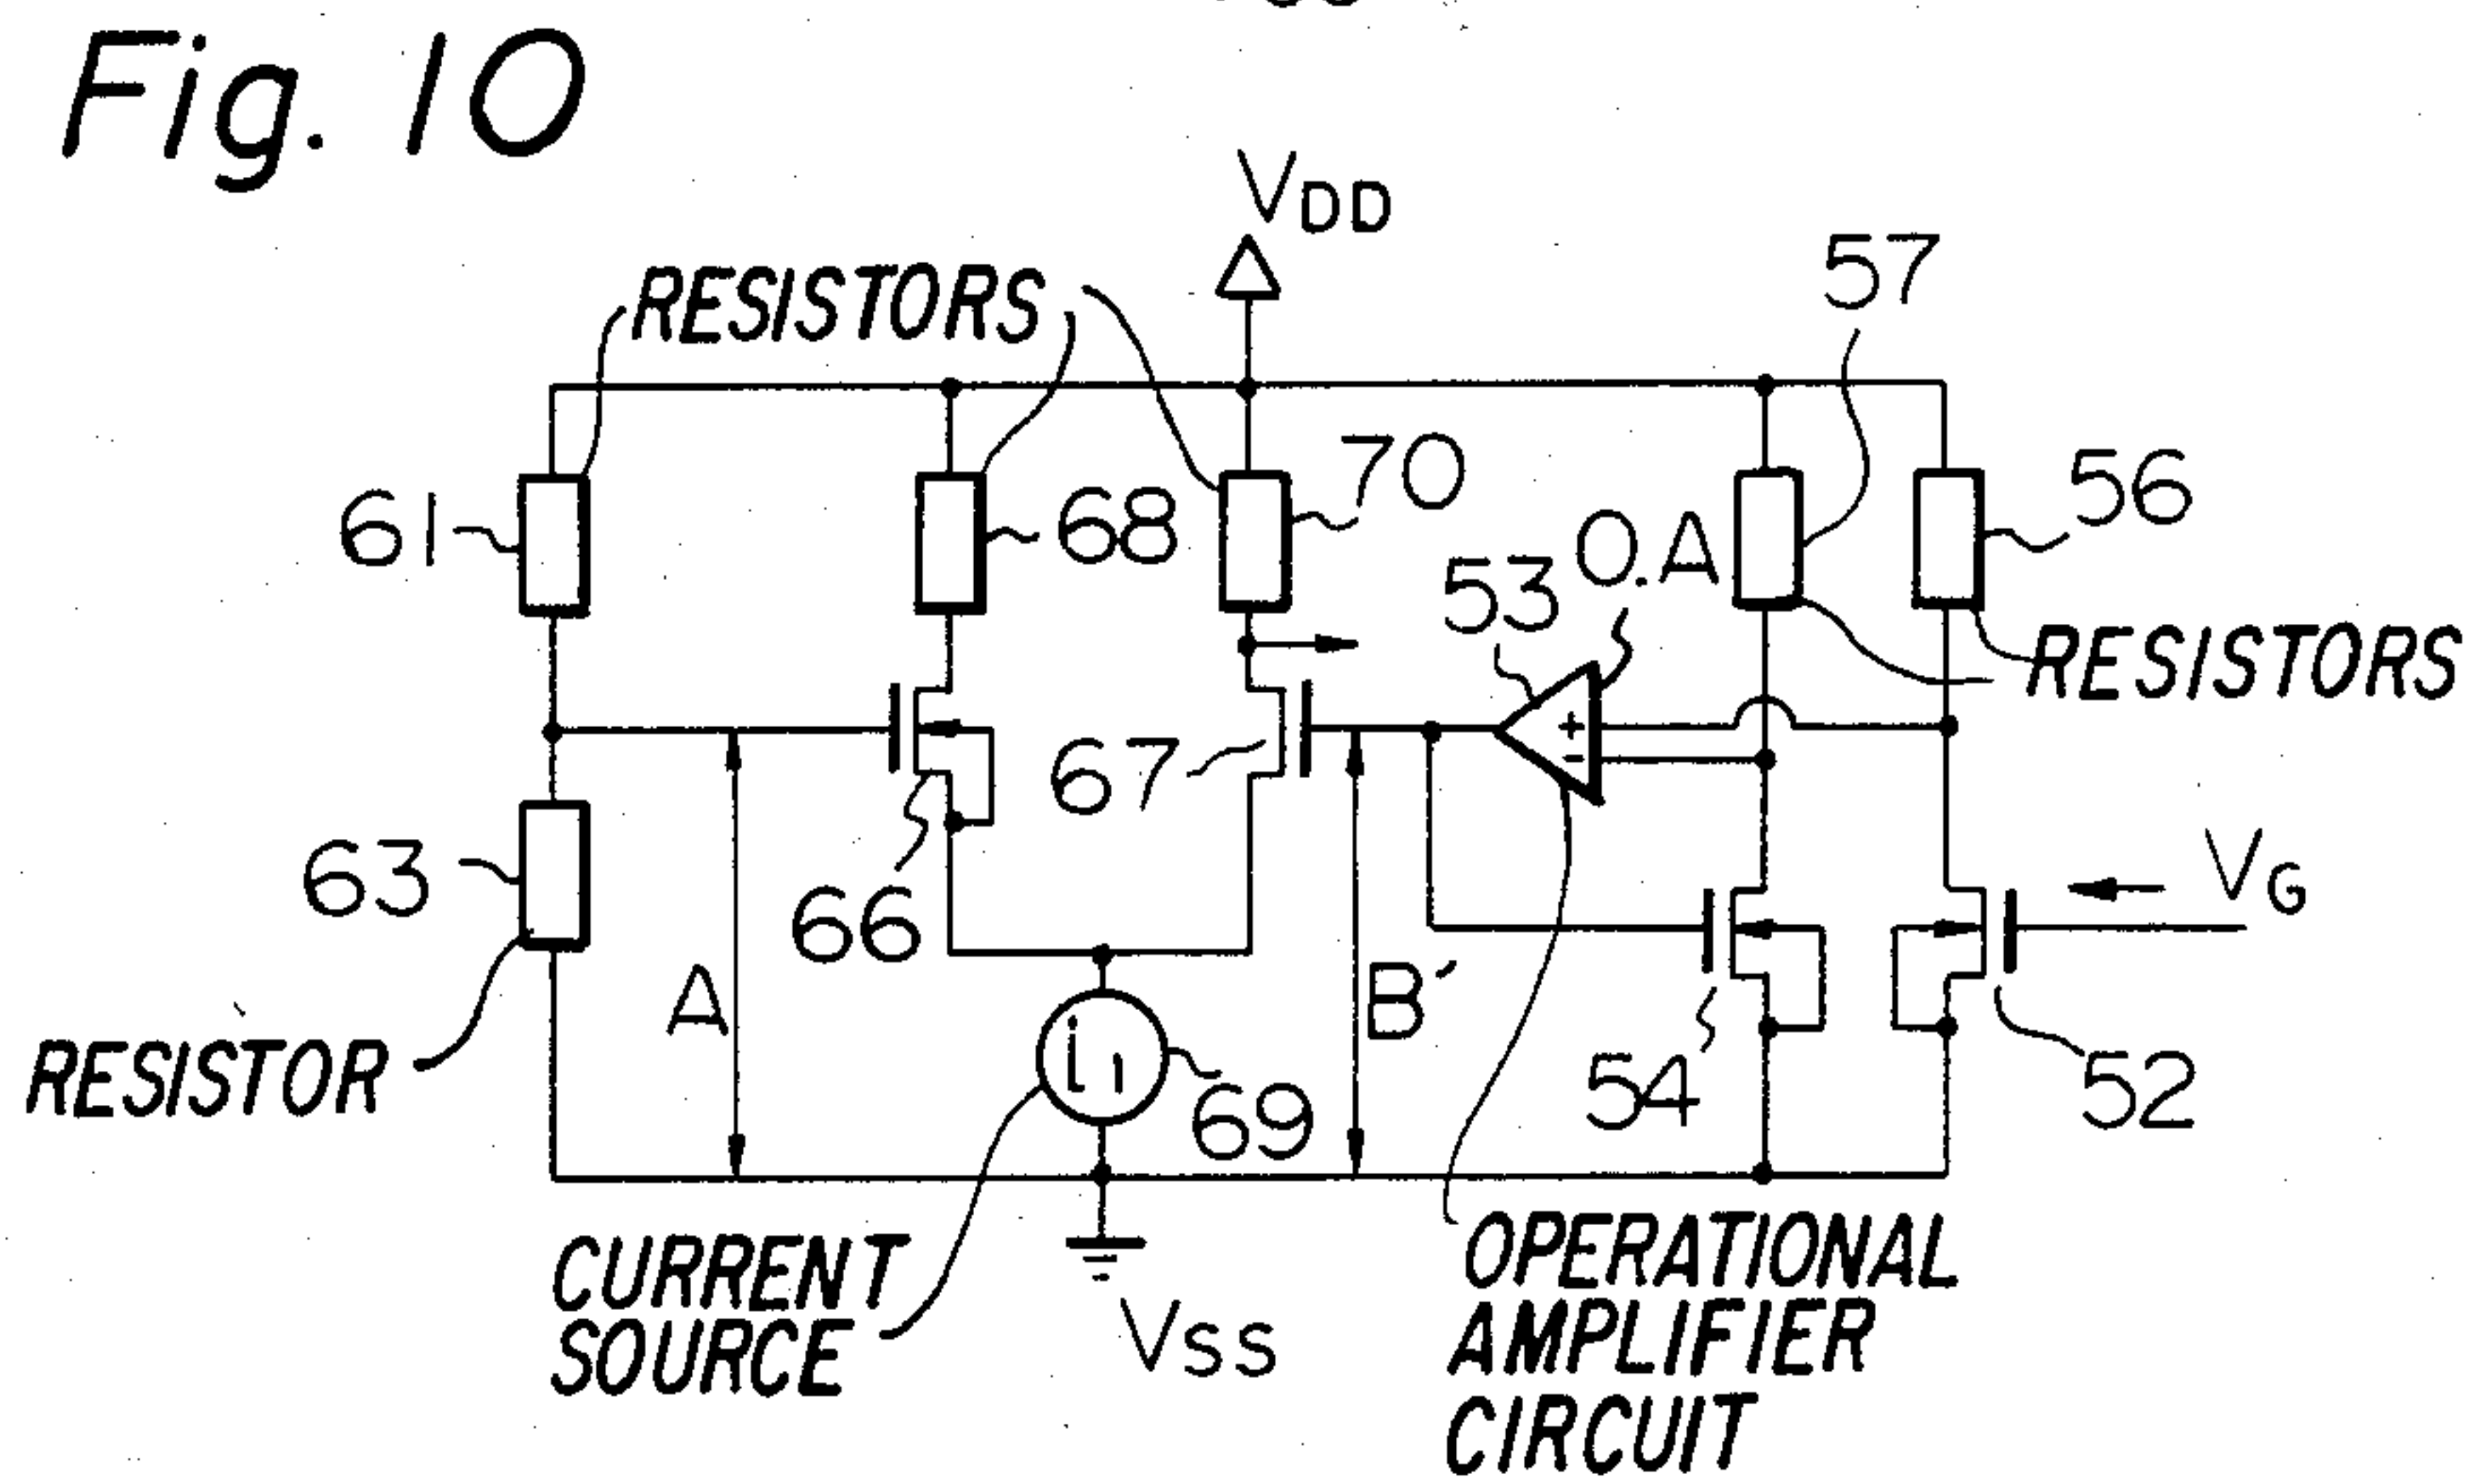 Fig. 10
VDD
57
RESISTORS
70
56
61
68
O.A
53
RESISTORS
+
-
67
63
VG
66
A
B'
i1
RESISTOR
69
54
52
CURRENT
SOURCE
VSS
OPERATIONAL
AMPLIFIER
CIRCUIT